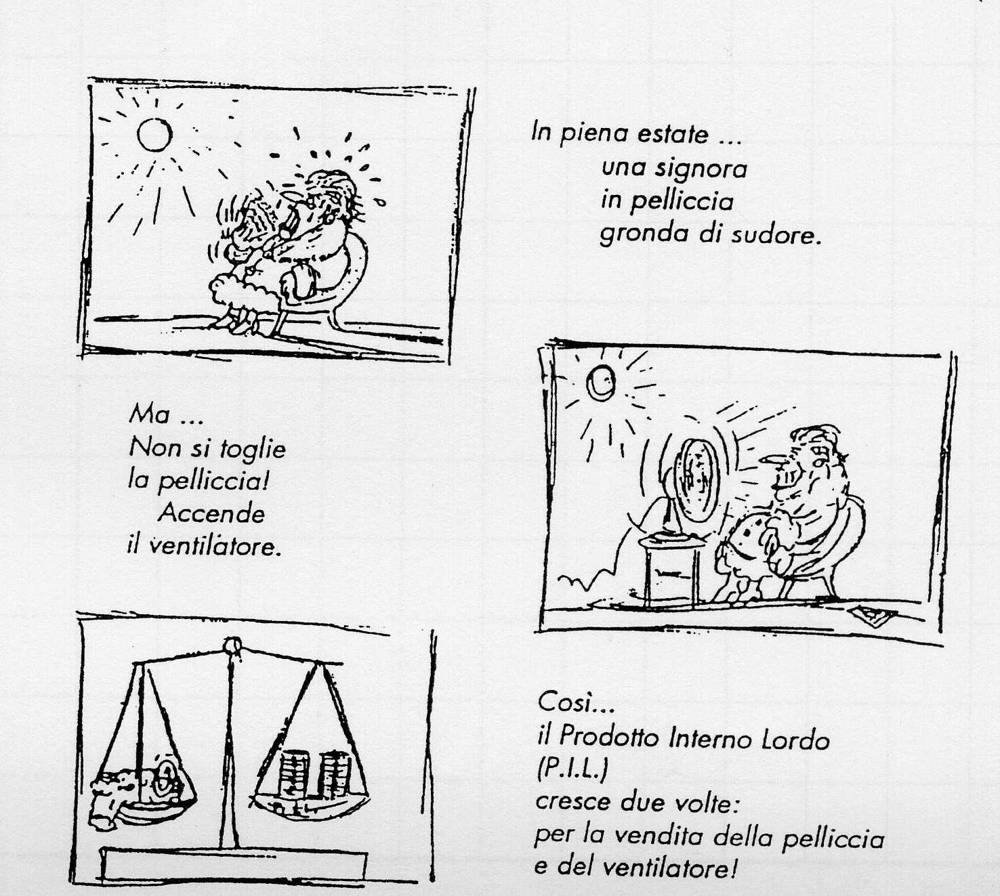 In piena estate ...
una signora
in pelliccia
gronda di sudore.
Ma ...
Non si toglie
la pelliccia!
Accende
il ventilatore.
Così...
il Prodotto Interno Lordo
(P.I.L.)
cresce due volte:
per la vendita della pelliccia
e del ventilatore!